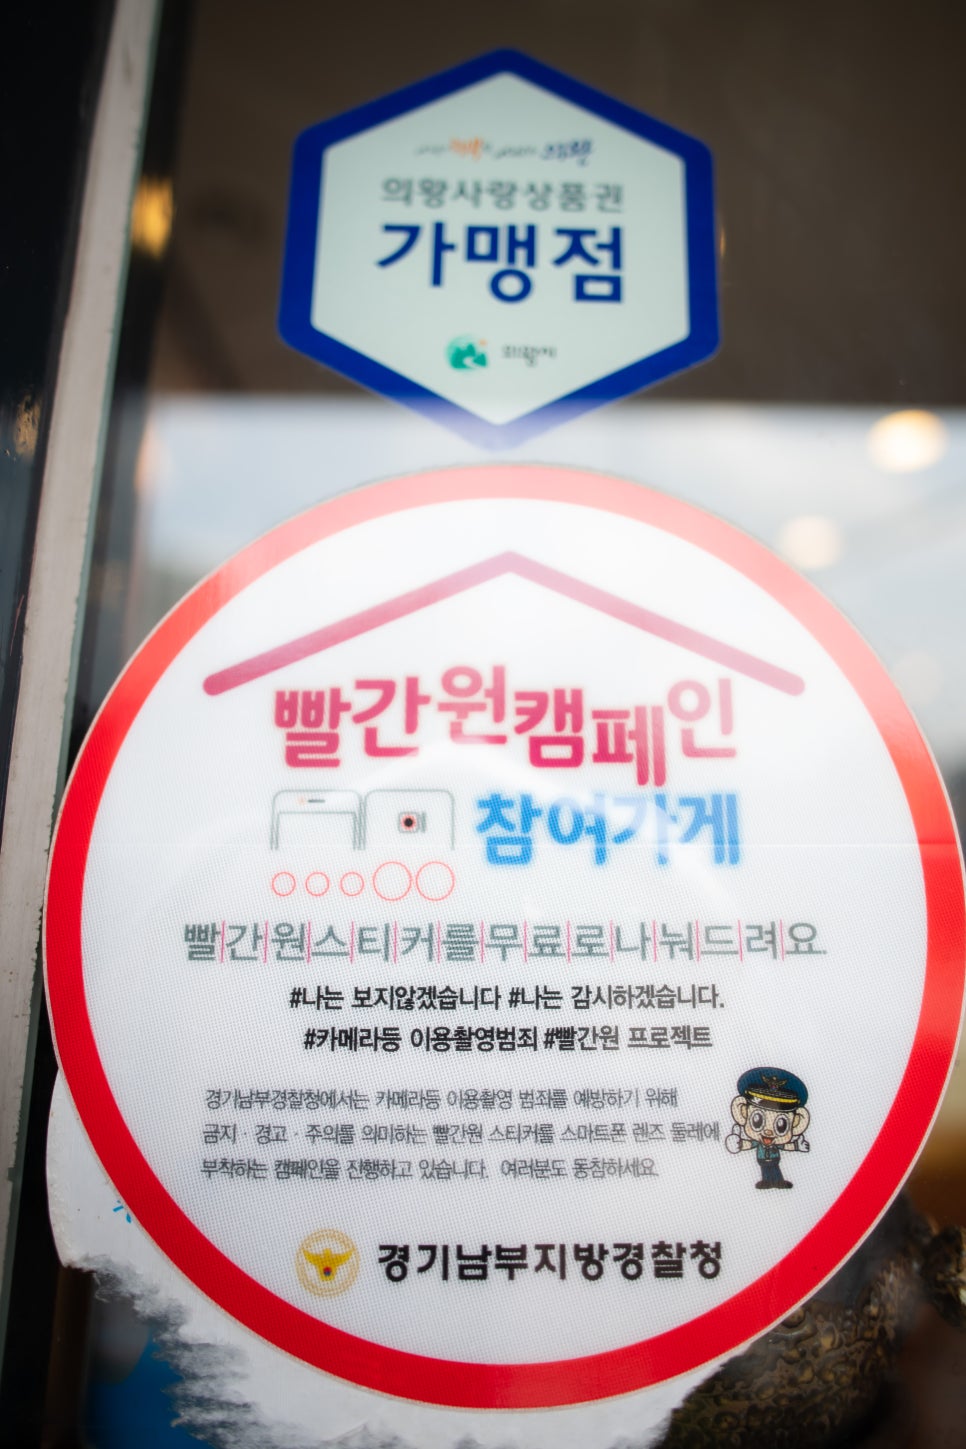 의왕
의왕사랑상품권
가맹점
의왕시
빨간원캠페인
참여가게
빨간원스티커를무료로나눠드려요
#나는 보지않겠습니다 #나는 감시하겠습니다.
#카메라등 이용촬영범죄 #빨간원 프로젝트
경기남부경찰청에서는 카메라등 이용촬영 범죄를 예방하기 위해
금지 · 경고 · 주의를 의미하는 빨간원 스티커를 스마트폰 렌즈 둘레에
부착하는 캠페인을 진행하고 있습니다. 여러분도 동참하세요.
경기남부지방경찰청